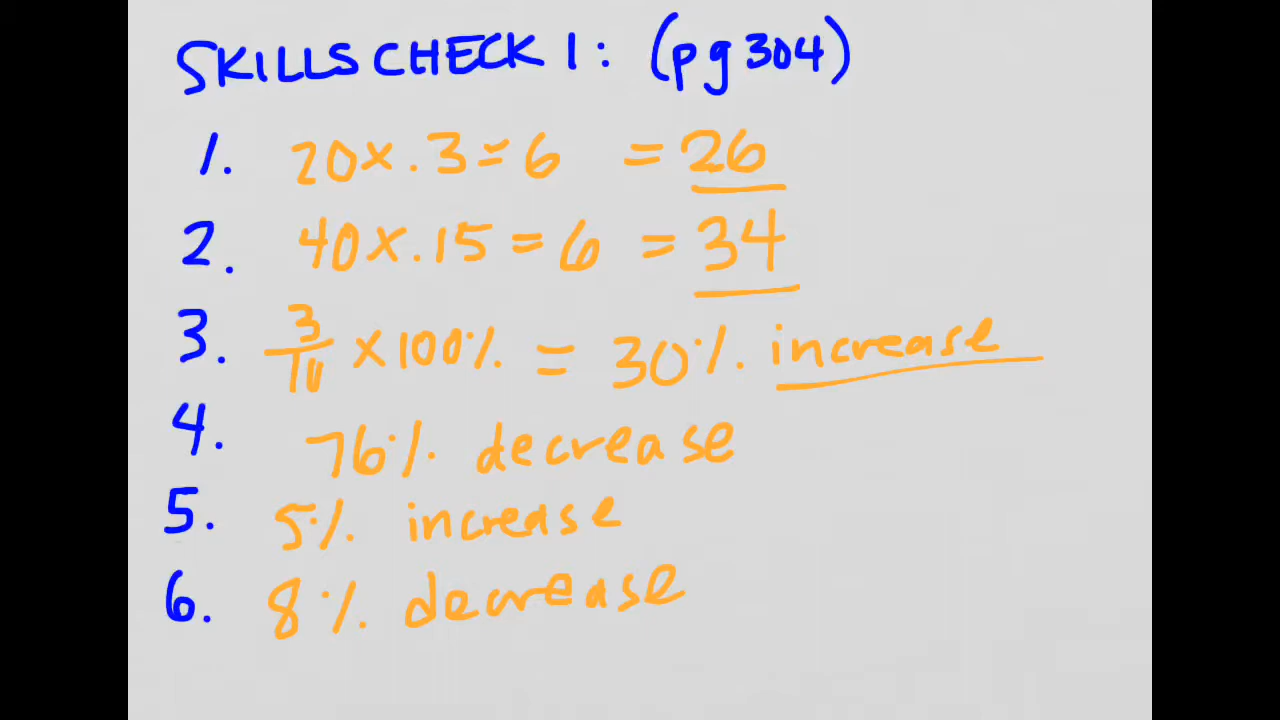 SKILLS CHECK 1: (pg 304)
1. 20 x .3 = 6 = 26
2. 40 x .15 = 6 = 34
3. 3/10 x 100% = 30% increase
4. 76% decrease
5. 5% increase
6. 8% decrease